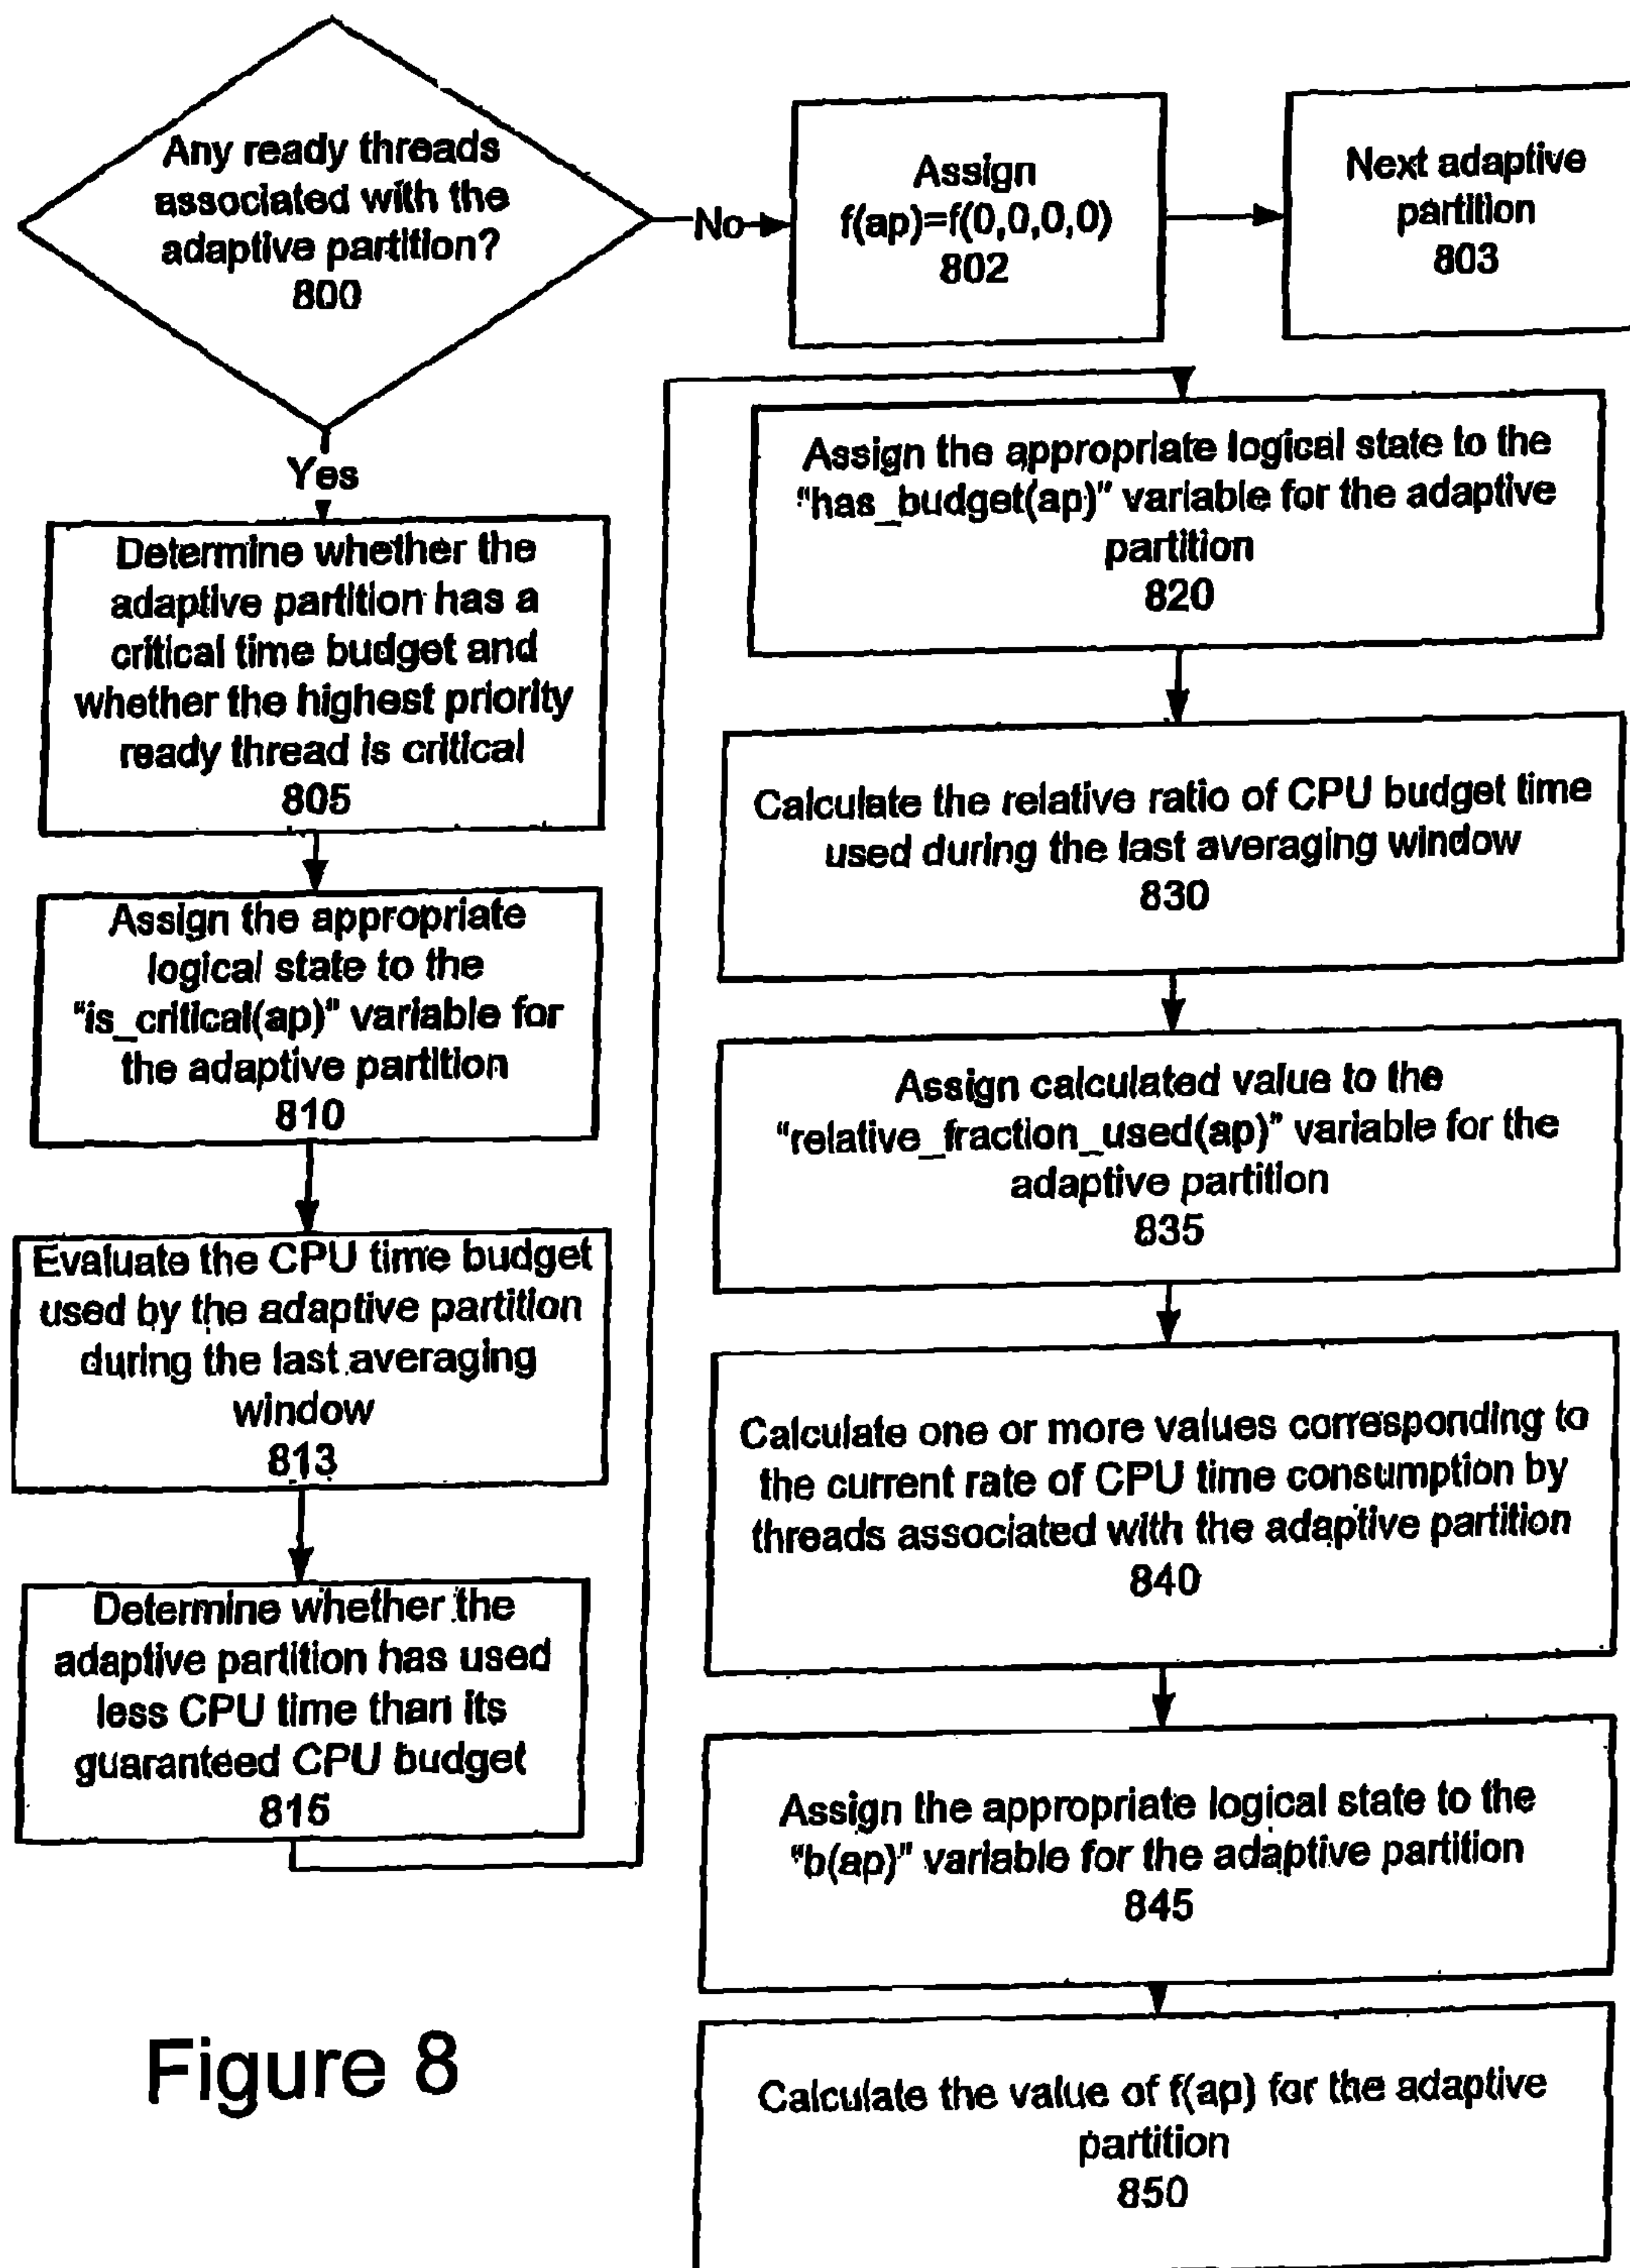 Any ready threads
associated with the
adaptive partition?
800
No
Assign
f(ap)=f(0,0,0,0)
802
Next adaptive
partition
803
Yes
Determine whether the
adaptive partition has a
critical time budget and
whether the highest priority
ready thread is critical
805
Assign the appropriate
logical state to the
"is_critical(ap)" variable for
the adaptive partition
810
Evaluate the CPU time budget
used by the adaptive partition
during the last averaging
window
813
Determine whether the
adaptive partition has used
less CPU time than its
guaranteed CPU budget
815
Assign the appropriate logical state to the
"has_budget(ap)" variable for the adaptive
partition
820
Calculate the relative ratio of CPU budget time
used during the last averaging window
830
Assign calculated value to the
"relative_fraction_used(ap)" variable for the
adaptive partition
835
Calculate one or more values corresponding to
the current rate of CPU time consumption by
threads associated with the adaptive partition
840
Assign the appropriate logical state to the
"b(ap)" variable for the adaptive partition
845
Calculate the value of f(ap) for the adaptive
partition
850
Figure 8